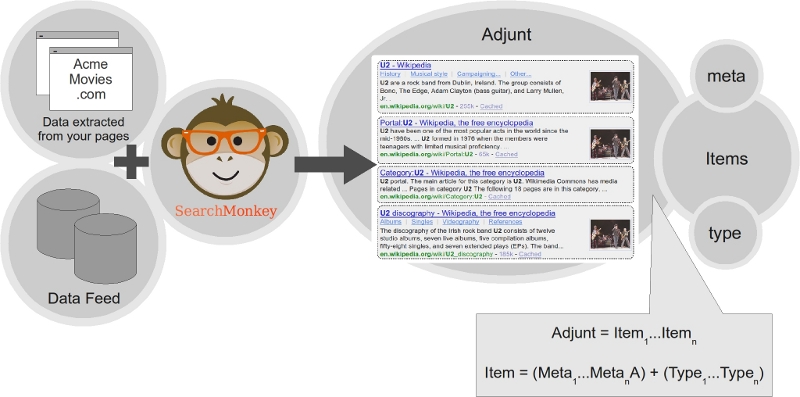 Acme
Movies
.com
Data extracted
from your pages
Data Feed
SearchMonkey
Adjunt
U2 - Wikipedia
History | Musical style | Campaigning... | Other...
U2 are a rock band from Dublin, Ireland. The group consists of
Bono, The Edge, Adam Clayton (bass guitar), and Larry Mullen,
Jr. ..
en.wikipedia.org/wiki/U2 - 205k - Cached
Portal:U2 - Wikipedia, the free encyclopedia
U2 have been one of the most popular acts in the world since the
mid-1980s. ... U2 formed in 1976 when the members were
teenagers with limited musical proficiency. ...
en.wikipedia.org/wiki/Portal:U2 - 65k - Cached
Category:U2 - Wikipedia, the free encyclopedia
U2 portal. The main article for this category is U2. Wikimedia Commons has media
related ... Pages in category U2 The following 18 pages are in this category. ...
en.wikipedia.org/wiki/Category:U2 - Cached
U2 discography - Wikipedia, the free encyclopedia
Albums | Singles | Videography | References
The discography of the Irish rock band U2 consists of twelve
studio albums, seven live albums, five compilation albums,
fifty-eight singles, and seven extended plays (EPs). The band...
en.wikipedia.org/wiki/U2_discography - 185k - Cached
meta
Items
type
Adjunt = Item1...Itemn
Item = (Meta1...MetanA) + (Type1...Typen)